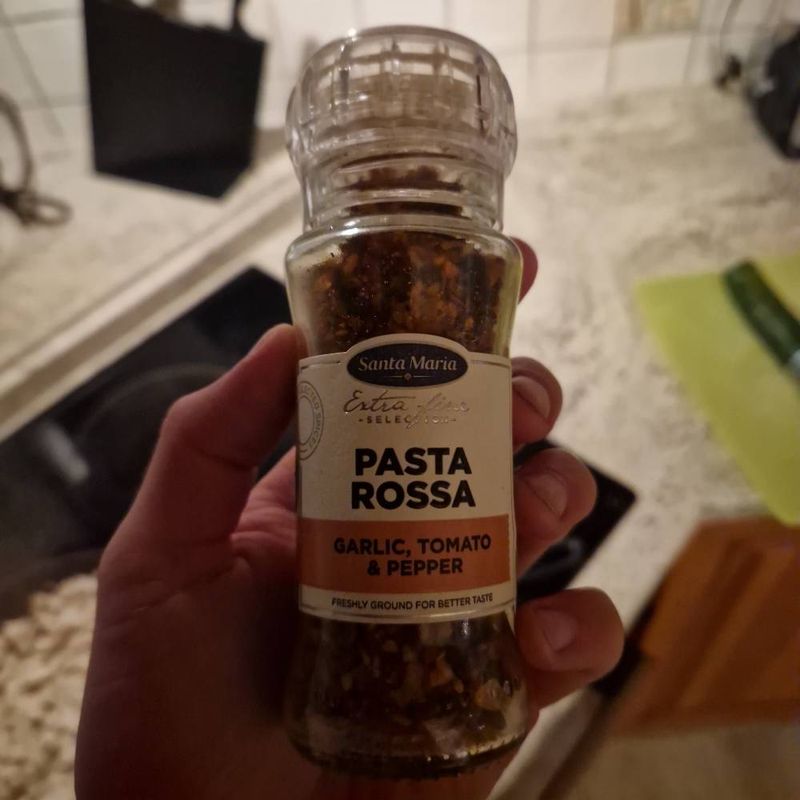 Santa Maria
Extra fine
-SELECTION-
PASTA
ROSSA
GARLIC, TOMATO
& PEPPER
FRESHLY GROUND FOR BETTER TASTE